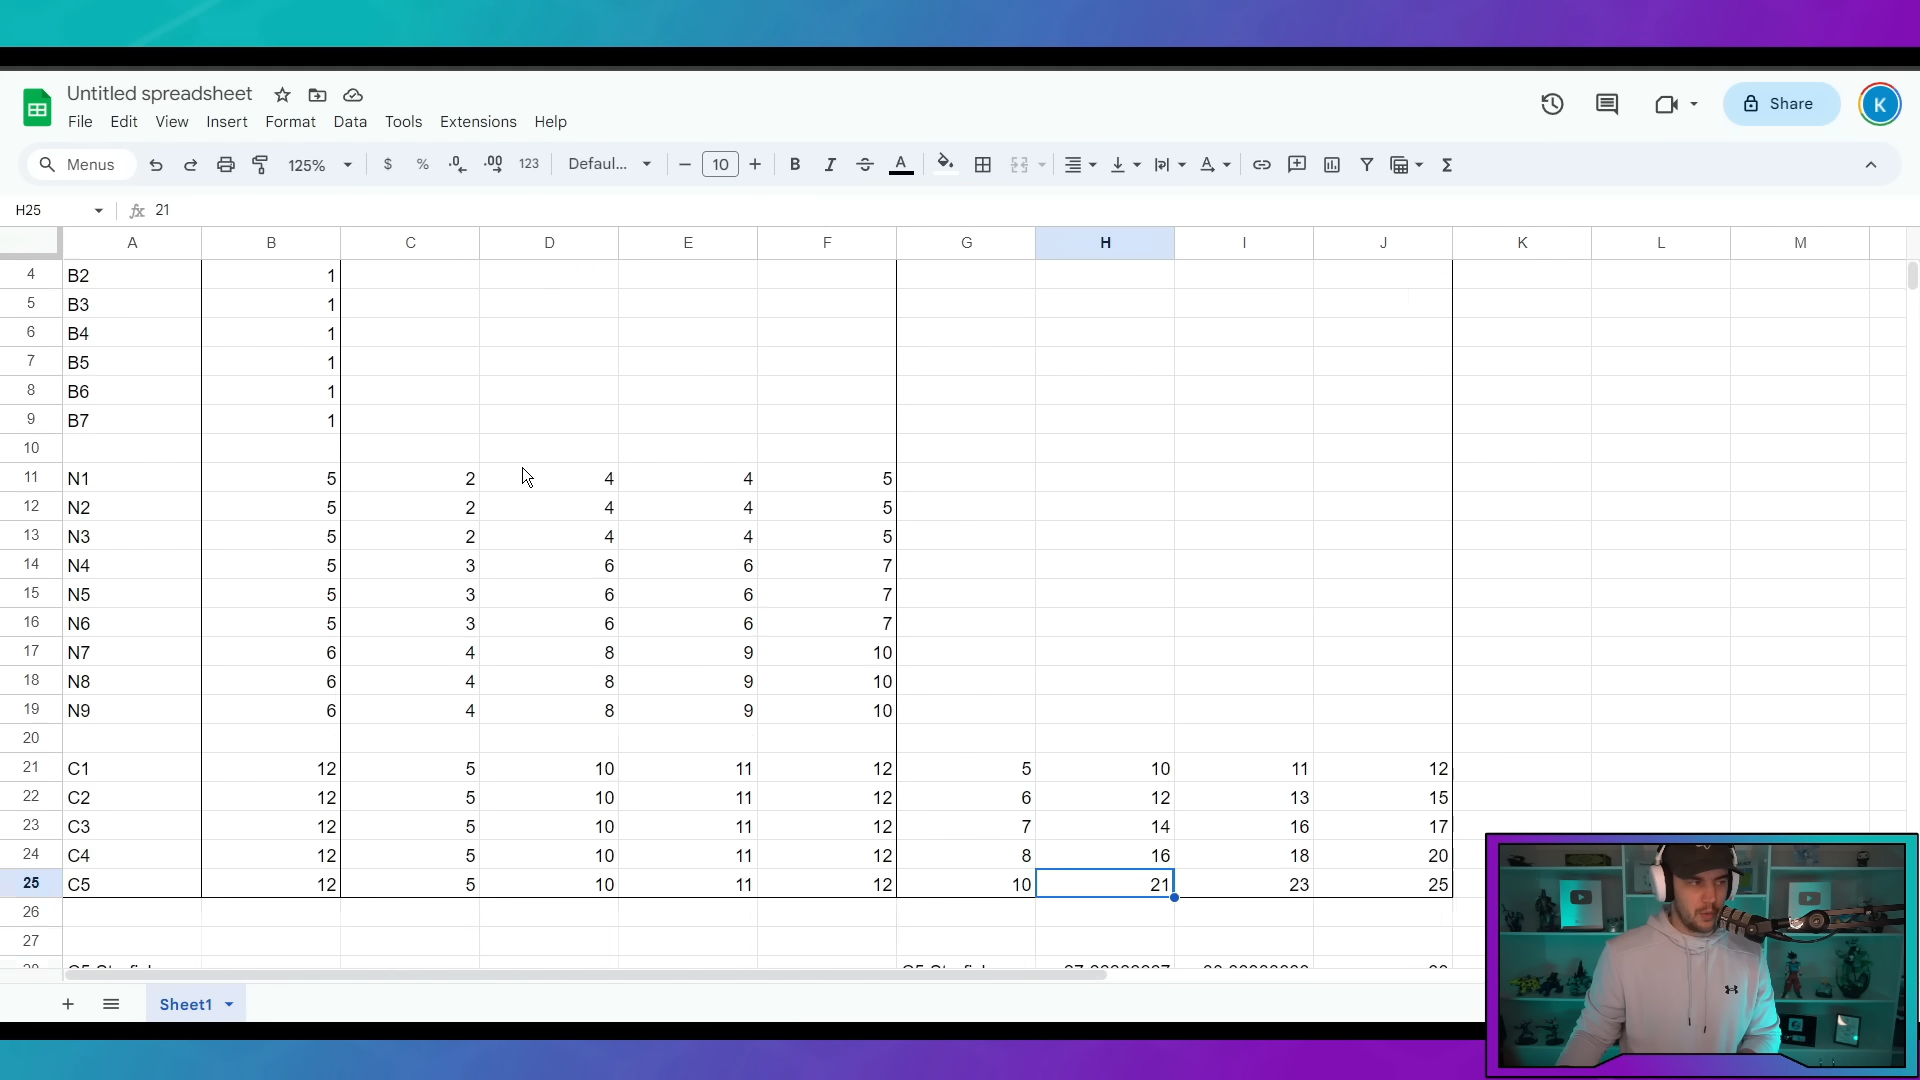 Untitled spreadsheet
File Edit View Insert Format Data Tools Extensions Help
Share
K
Menus 125% $ % .0 .00 123 Defaul... 10 B I A Σ
H25 fx 21
A B C D E F G H I J K L M
4 B2 1
5 B3 1
6 B4 1
7 B5 1
8 B6 1
9 B7 1
10
11 N1 5 2 4 4 5
12 N2 5 2 4 4 5
13 N3 5 2 4 4 5
14 N4 5 3 6 6 7
15 N5 5 3 6 6 7
16 N6 5 3 6 6 7
17 N7 6 4 8 9 10
18 N8 6 4 8 9 10
19 N9 6 4 8 9 10
20
21 C1 12 5 10 11 12 5 10 11 12
22 C2 12 5 10 11 12 6 12 13 15
23 C3 12 5 10 11 12 7 14 16 17
24 C4 12 5 10 11 12 8 16 18 20
25 C5 12 5 10 11 12 10 21 23 25
26
27
Sheet1